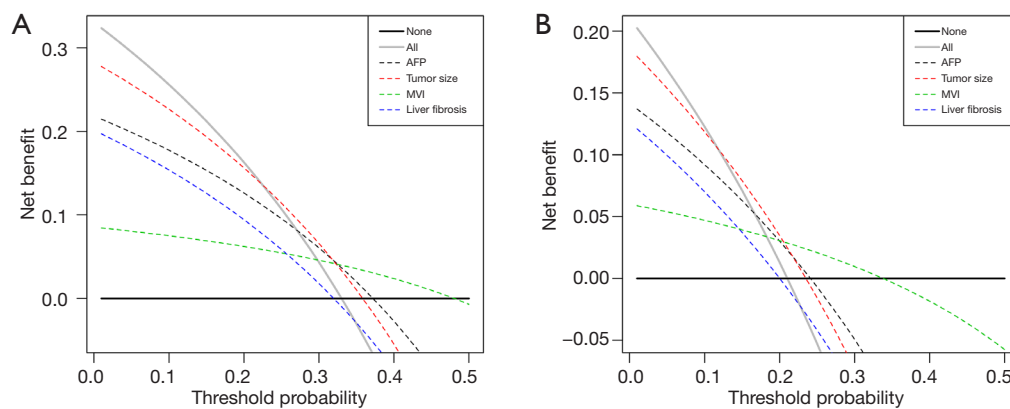 A
Net benefit
0.3
0.2
0.1
0.0
None
All
AFP
Tumor size
MVI
Liver fibrosis
0.0 0.1 0.2 0.3 0.4 0.5
Threshold probability
B
Net benefit
0.20
0.15
0.10
0.05
0.00
−0.05
None
All
AFP
Tumor size
MVI
Liver fibrosis
0.0 0.1 0.2 0.3 0.4 0.5
Threshold probability